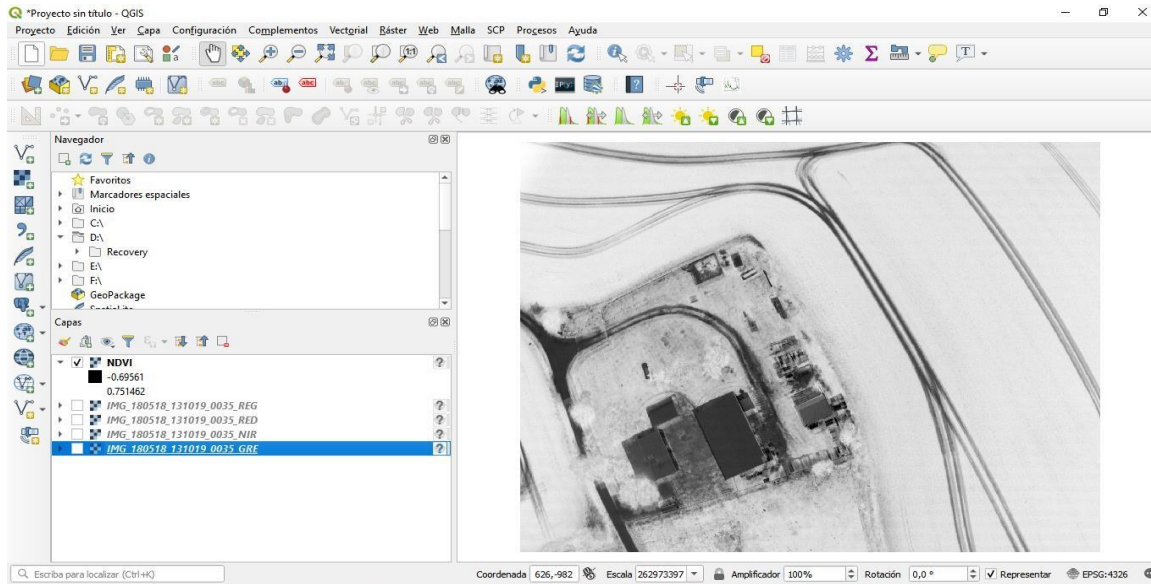 *Proyecto sin título - QGIS
Proyecto Edición Ver Capa Configuración Complementos Vectorial Ráster Web Malla SCP Procesos Ayuda
Navegador
Favoritos
Marcadores espaciales
Inicio
C:\
D:\
Recovery
E:\
F:\
GeoPackage
Capas
NDVI
-0.69561
0.751462
IMG_180518_131019_0035_REG
IMG_180518_131019_0035_RED
IMG_180518_131019_0035_NIR
IMG_180518_131019_0035_GRE
Escriba para localizar (Ctrl+K) Coordenada 626,-982 Escala 262973397 Amplificador 100% Rotación 0,0 ° Representar EPSG:4326